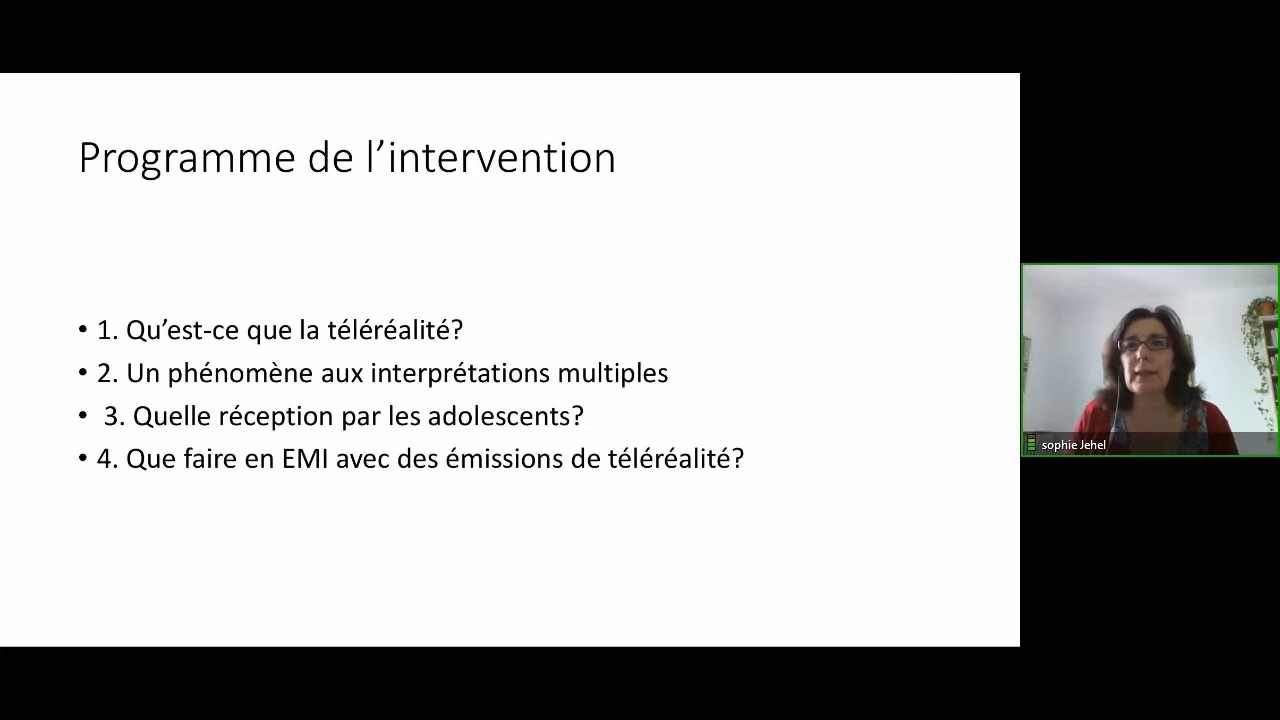 Programme de l’intervention
• 1. Qu’est-ce que la téléréalité?
• 2. Un phénomène aux interprétations multiples
• 3. Quelle réception par les adolescents?
• 4. Que faire en EMI avec des émissions de téléréalité?
sophie Jehel